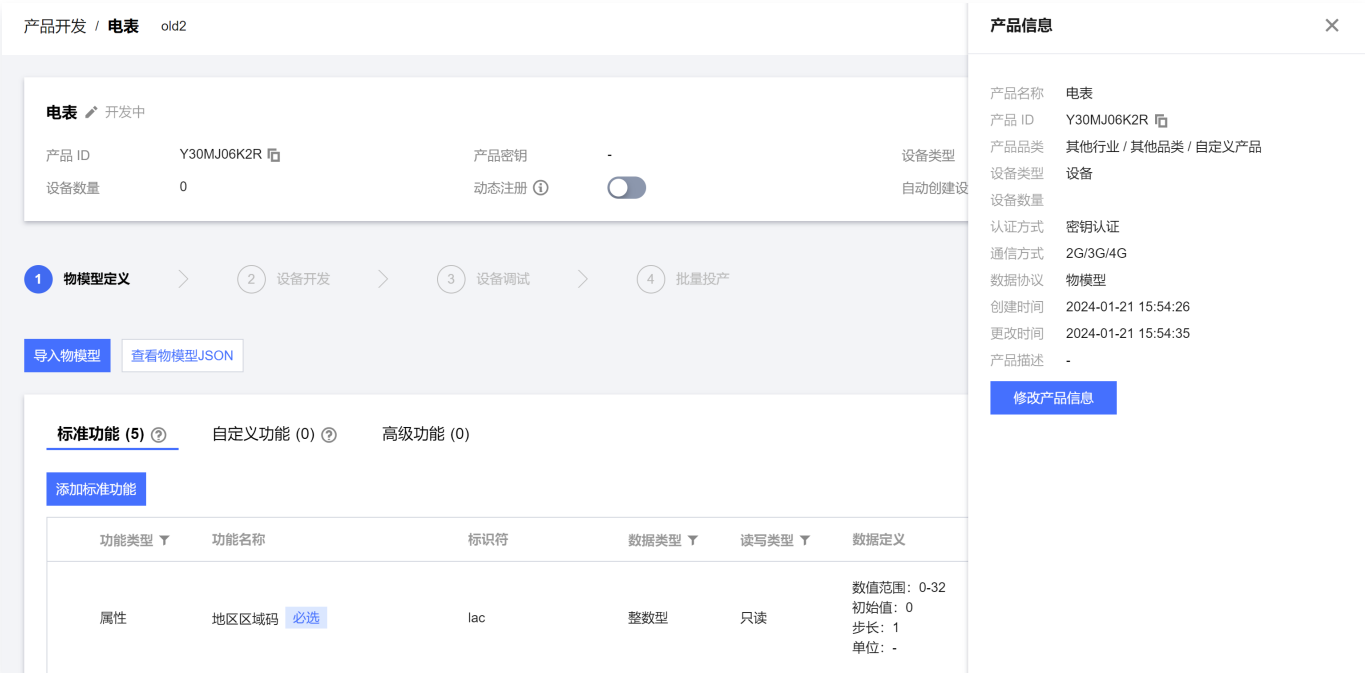 产品开发 / 电表 old2
电表 开发中
产品 ID Y30MJ06K2R 产品密钥 - 设备类型
设备数量 0 动态注册 自动创建设
1 物模型定义 2 设备开发 3 设备调试 4 批量投产
导入物模型 查看物模型JSON
标准功能 (5) 自定义功能 (0) 高级功能 (0)
添加标准功能
功能类型 功能名称 标识符 数据类型 读写类型 数据定义
属性 地区区域码 必选 lac 整数型 只读
数值范围：0-32
初始值：0
步长：1
单位：-
产品信息
产品名称 电表
产品 ID Y30MJ06K2R
产品品类 其他行业 / 其他品类 / 自定义产品
设备类型 设备
设备数量
认证方式 密钥认证
通信方式 2G/3G/4G
数据协议 物模型
创建时间 2024-01-21 15:54:26
更改时间 2024-01-21 15:54:35
产品描述 -
修改产品信息